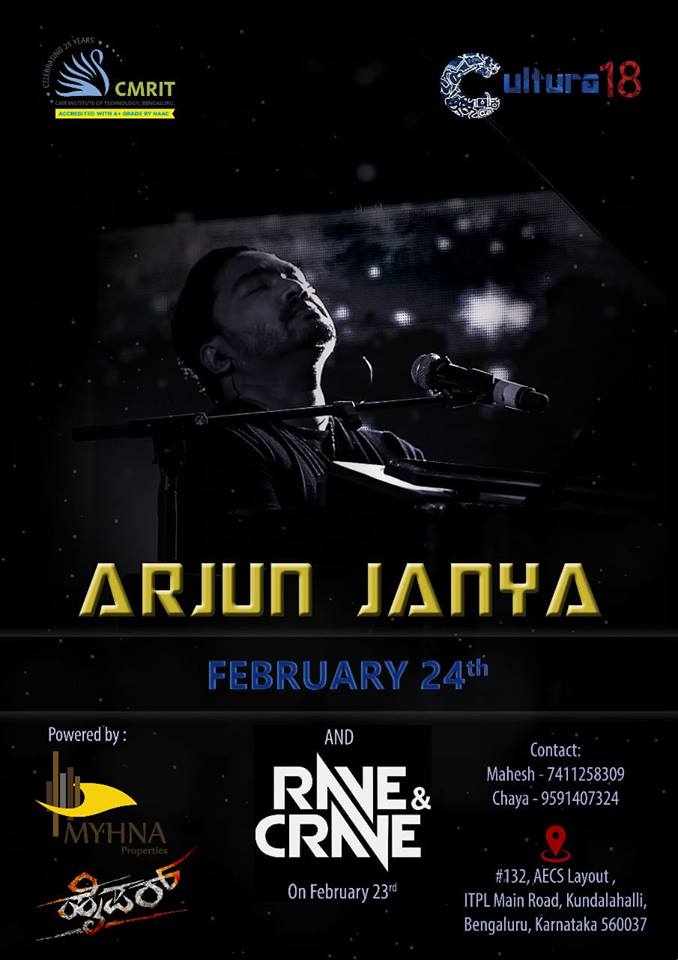 CELEBRATING 25 YEARS
CMRIT
CMR INSTITUTE OF TECHNOLOGY, BENGALURU.
ACCREDITED WITH A+ GRADE BY NAAC
Cultura18
ARJUN JANYA
FEBRUARY 24th
Powered by :
MYHNA
Properties
ಹೈಪರ್
AND
RAVE &
CRAVE
On February 23rd
Contact:
Mahesh - 7411258309
Chaya - 9591407324
#132, AECS Layout ,
ITPL Main Road, Kundalahalli,
Bengaluru, Karnataka 560037